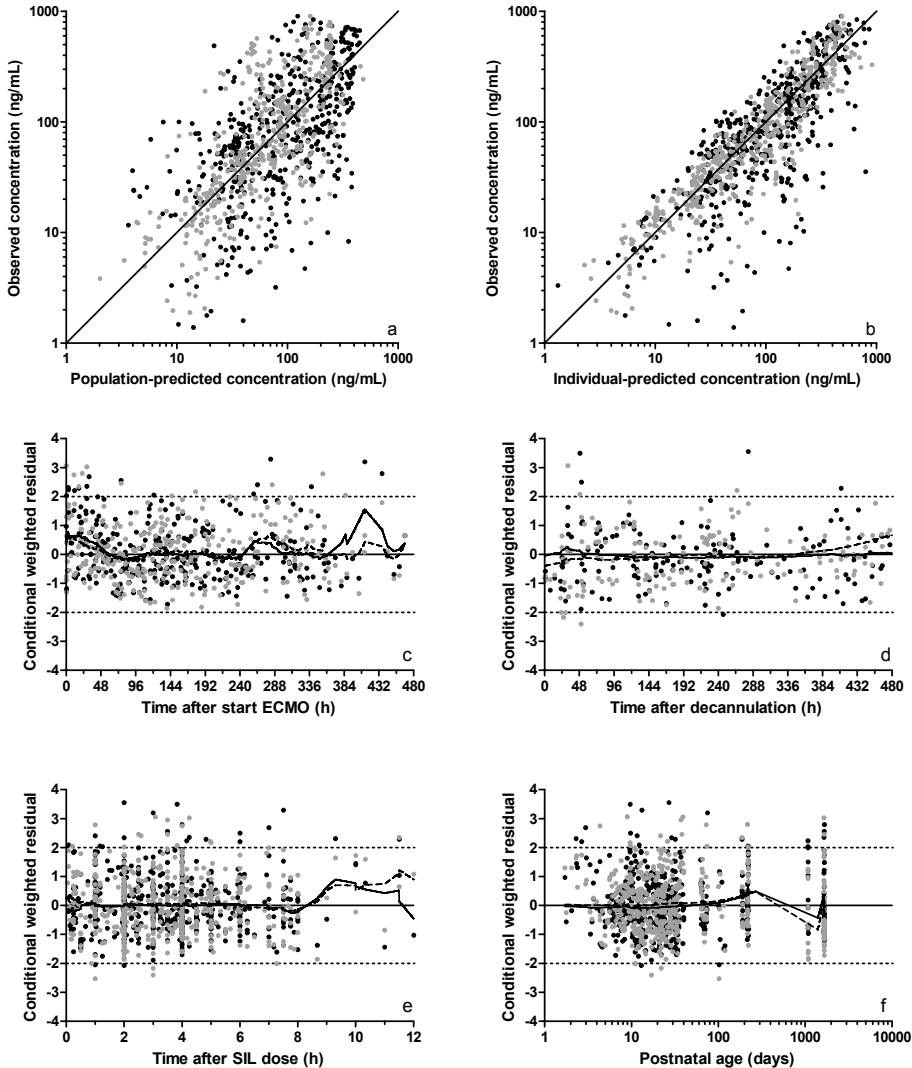 1000
100
10
1
Observed concentration (ng/mL)
1 10 100 1000
Population-predicted concentration (ng/mL)
a
1000
100
10
1
Observed concentration (ng/mL)
1 10 100 1000
Individual-predicted concentration (ng/mL)
b
4
3
2
1
0
-1
-2
-3
-4
Conditional weighted residual
0 48 96 144 192 240 288 336 384 432 480
Time after start ECMO (h)
c
4
3
2
1
0
-1
-2
-3
-4
Conditional weighted residual
0 48 96 144 192 240 288 336 384 432 480
Time after decannulation (h)
d
4
3
2
1
0
-1
-2
-3
-4
Conditional weighted residual
0 2 4 6 8 10 12
Time after SIL dose (h)
e
4
3
2
1
0
-1
-2
-3
-4
Conditional weighted residual
1 10 100 1000 10000
Postnatal age (days)
f